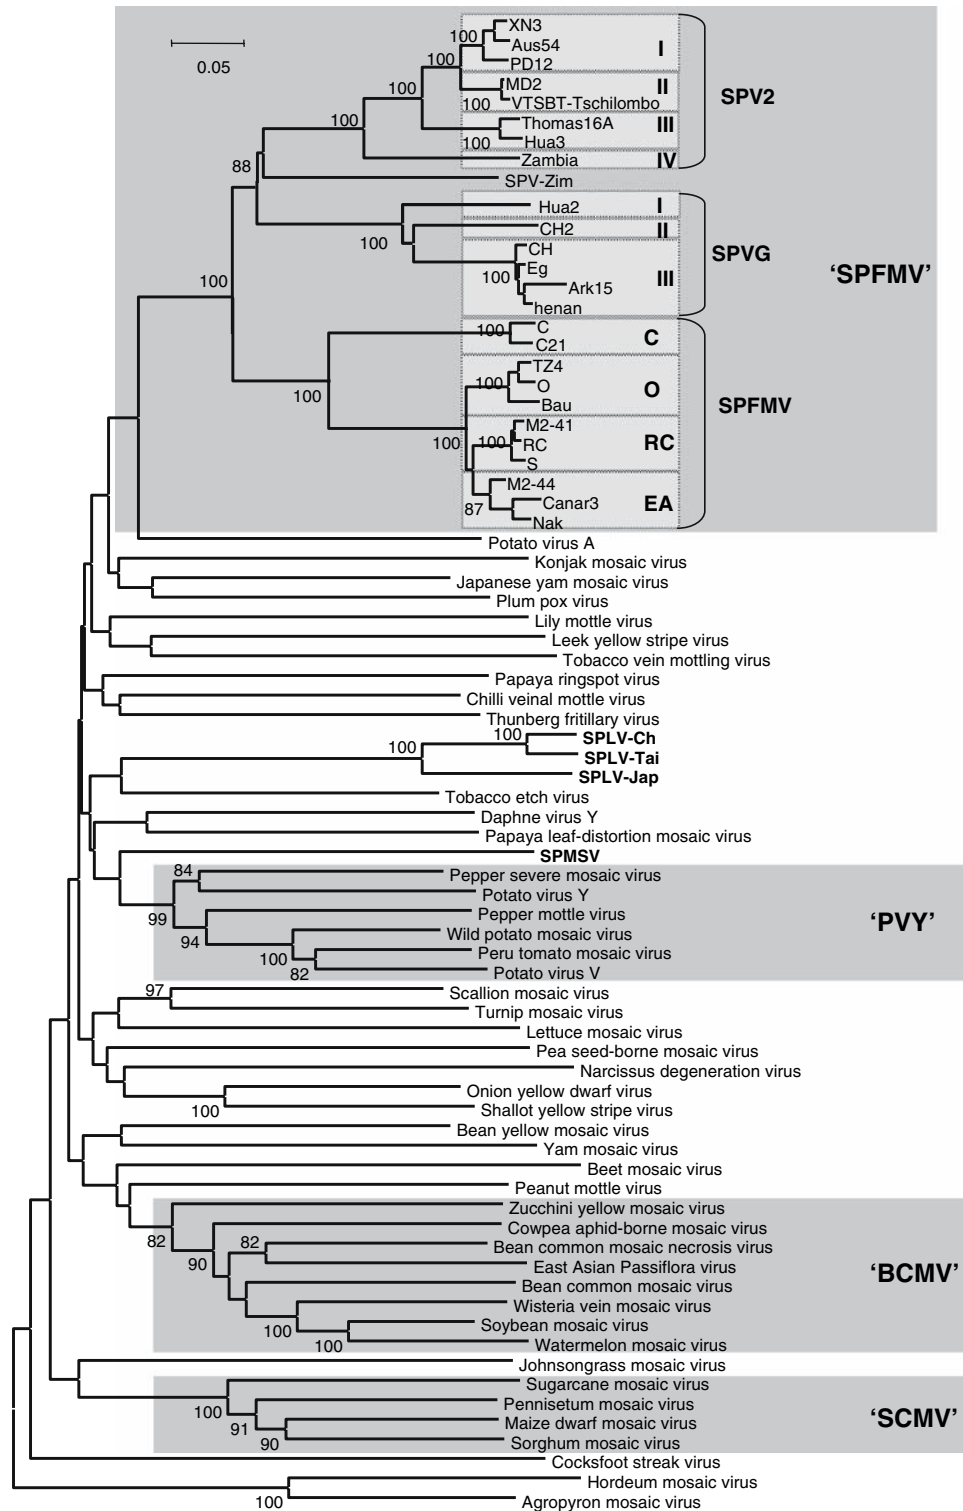 XN3
100
Aus54
I
0.05
100
PD12
MD2
II
100
SPV2
100
VTSBT-Tschilombo
100
Thomas16A
III
100
Hua3
Zambia
IV
88
SPV-Zim
Hua2
I
CH2
II
100
CH
SPVG
Eg
100
III
‘SPFMV’
100
Ark15
henan
100
C
C
C21
TZ4
100
O
O
100
Bau
SPFMV
M2-41
100
100
RC
RC
S
M2-44
87
Canar3
EA
Nak
Potato virus A
Konjak mosaic virus
Japanese yam mosaic virus
Plum pox virus
Lily mottle virus
Leek yellow stripe virus
Tobacco vein mottling virus
Papaya ringspot virus
Chilli veinal mottle virus
Thunberg fritillary virus
100
SPLV-Ch
100
SPLV-Tai
SPLV-Jap
Tobacco etch virus
Daphne virus Y
Papaya leaf-distortion mosaic virus
SPMSV
84
Pepper severe mosaic virus
Potato virus Y
99
Pepper mottle virus
‘PVY’
94
Wild potato mosaic virus
100
Peru tomato mosaic virus
82
Potato virus V
97
Scallion mosaic virus
Turnip mosaic virus
Lettuce mosaic virus
Pea seed-borne mosaic virus
Narcissus degeneration virus
Onion yellow dwarf virus
100
Shallot yellow stripe virus
Bean yellow mosaic virus
Yam mosaic virus
Beet mosaic virus
Peanut mottle virus
Zucchini yellow mosaic virus
82
Cowpea aphid-borne mosaic virus
82
Bean common mosaic necrosis virus
90
East Asian Passiflora virus
‘BCMV’
Bean common mosaic virus
Wisteria vein mosaic virus
100
Soybean mosaic virus
100
Watermelon mosaic virus
Johnsongrass mosaic virus
Sugarcane mosaic virus
100
Pennisetum mosaic virus
91
Maize dwarf mosaic virus
‘SCMV’
90
Sorghum mosaic virus
Cocksfoot streak virus
Hordeum mosaic virus
100
Agropyron mosaic virus